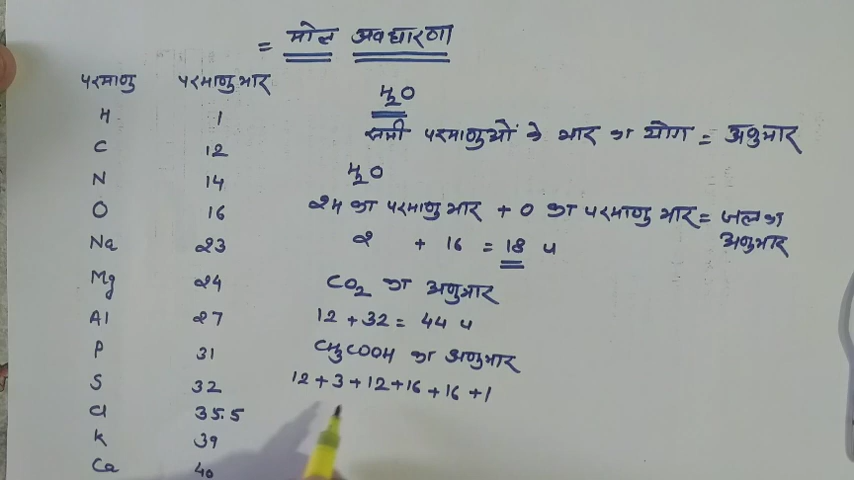 = मोल अवधारणा
परमाणु परमाणुभार
H 1
C 12
N 14
O 16
Na 23
Mg 24
Al 27
P 31
S 32
Cl 35.5
K 39
Ca 40
H2O
सभी परमाणुओं के भार का योग = अणुभार
H2O
2H का परमाणु भार + O का परमाणु भार = जल का अणुभार
2 + 16 = 18 u
CO2 का अणुभार
12 + 32 = 44 u
CH3COOH का अणुभार
12 + 3 + 12 + 16 + 16 + 1